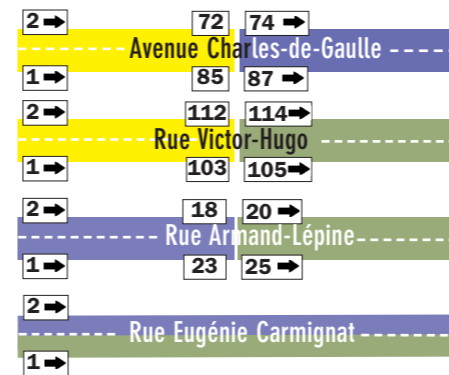 2 ➡ 72 74 ➡
Avenue Charles-de-Gaulle
1 ➡ 85 87 ➡
2 ➡ 112 114 ➡
Rue Victor-Hugo
1 ➡ 103 105 ➡
2 ➡ 18 20 ➡
Rue Armand-Lépine
1 ➡ 23 25 ➡
2 ➡
Rue Eugénie Carmignat
1 ➡